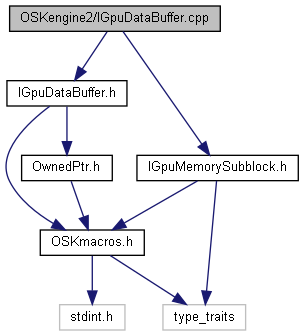 OSKengine2/IGpuDataBuffer.cpp
IGpuDataBuffer.h
OwnedPtr.h
IGpuMemorySubblock.h
OSKmacros.h
stdint.h
type_traits